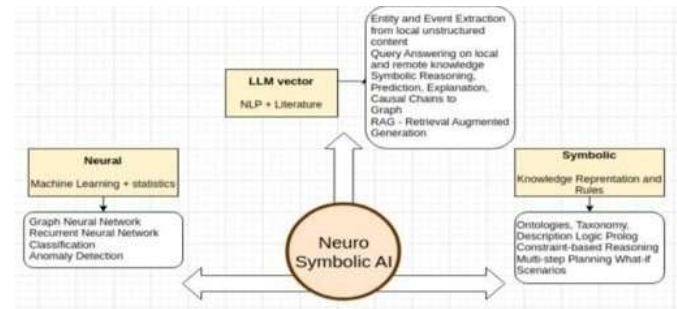 Entity and Event Extraction
from local unstructured
content
Query Answering on local
and remote knowledge
Symbolic Reasoning,
Prediction, Explanation,
Causal Chains to
Graph
RAG - Retrieval Augmented
Generation
LLM vector
NLP + Literature
Neural
Machine Learning + statistics
Graph Neural Network
Recurrent Neural Network
Classification
Anomaly Detection
Symbolic
Knowledge Reprentation and
Rules
Ontologies, Taxonomy,
Description Logic Prolog
Constraint-based Reasoning
Multi-step Planning What-if
Scenarios
Neuro
Symbolic AI